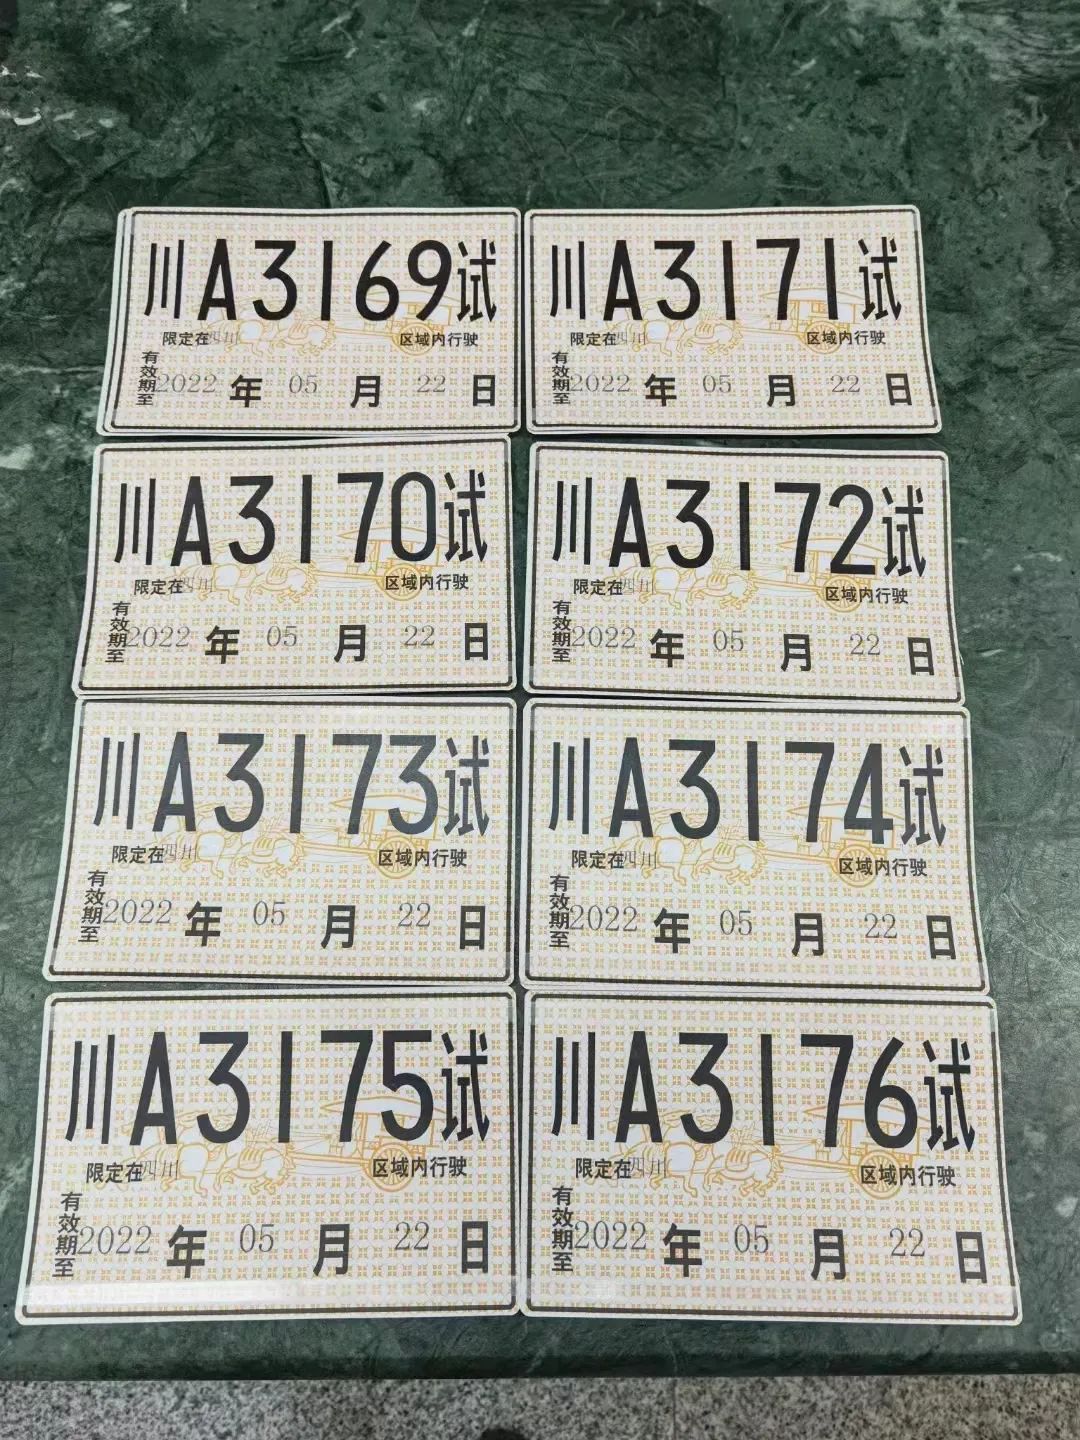 川A3169试
限定在四川 区域内行驶
有效期至2022年05月22日
川A3171试
限定在四川 区域内行驶
有效期至2022年05月22日
川A3170试
限定在四川 区域内行驶
有效期至2022年05月22日
川A3172试
限定在四川 区域内行驶
有效期至2022年05月22日
川A3173试
限定在四川 区域内行驶
有效期至2022年05月22日
川A3174试
限定在四川 区域内行驶
有效期至2022年05月22日
川A3175试
限定在四川 区域内行驶
有效期至2022年05月22日
川A3176试
限定在四川 区域内行驶
有效期至2022年05月22日